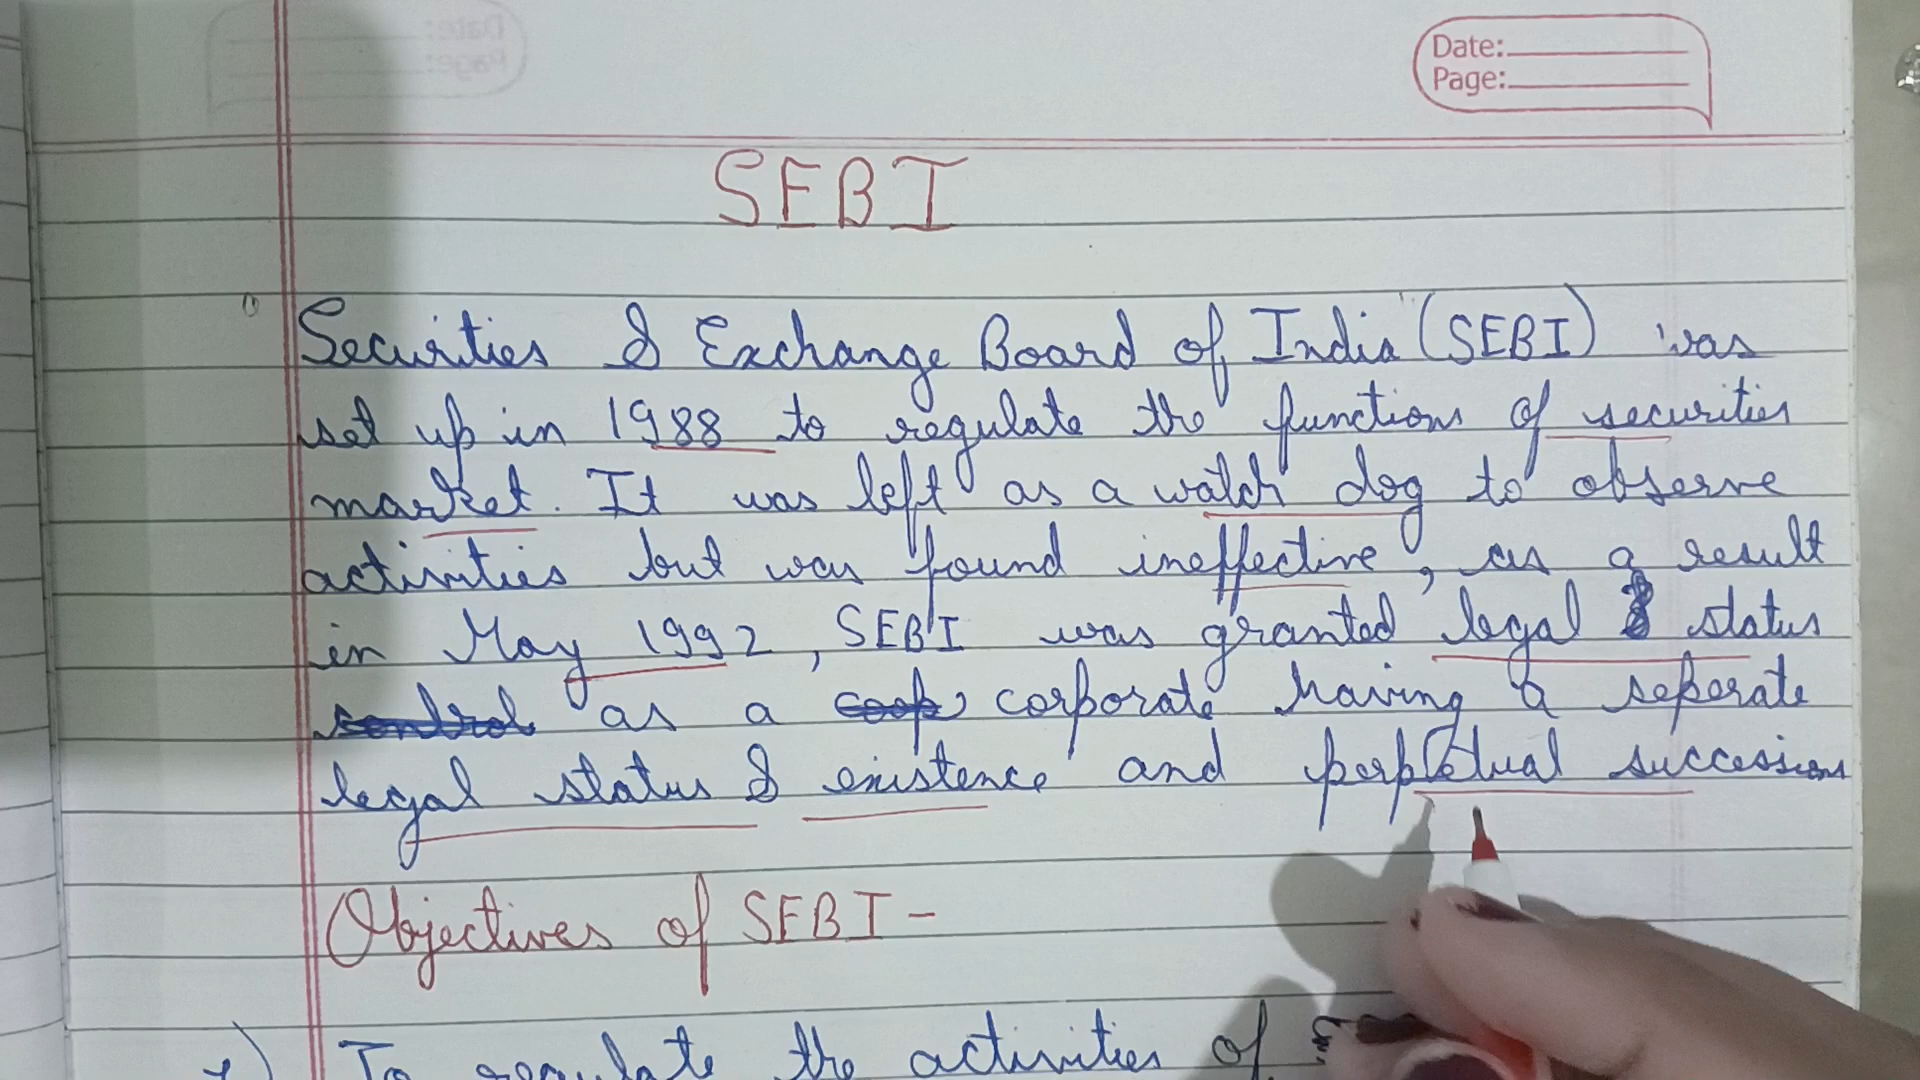 Date:
Page:
SEBI
Securities & Exchange Board of India (SEBI) was
set up in 1988 to regulate the functions of securities
market. It was left as a watch dog to observe
activities but was found ineffective, as a result
in May 1992, SEBI was granted legal status
as a corporate having a seperate
legal status & existence and perpetual succession
Objectives of SEBI -
1) To regulate the activities of